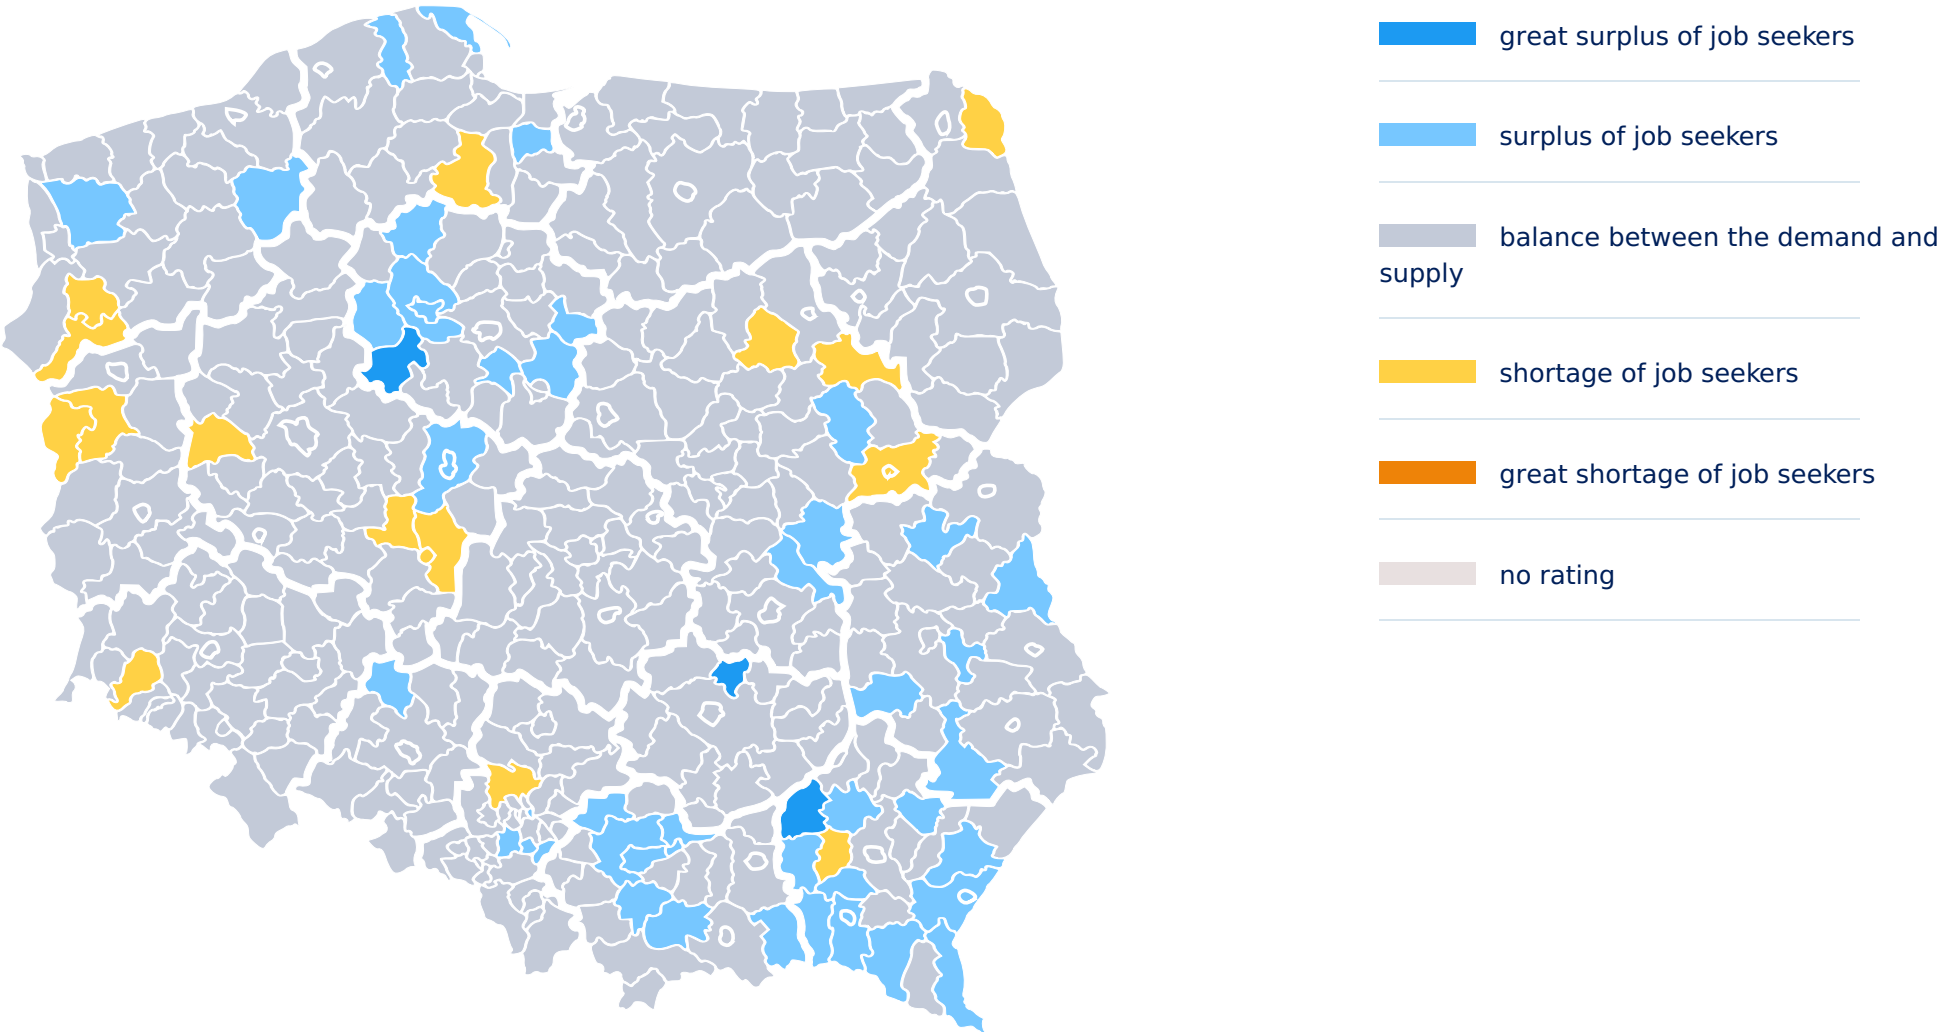 great surplus of job seekers
surplus of job seekers
balance between the demand and
supply
shortage of job seekers
great shortage of job seekers
no rating